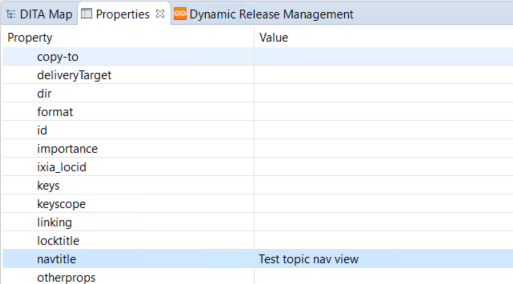 DITA Map Properties Dynamic Release Management
Property Value
copy-to
deliveryTarget
dir
format
id
importance
ixia_locid
keys
keyscope
linking
locktitle
navtitle Test topic nav view
otherprops